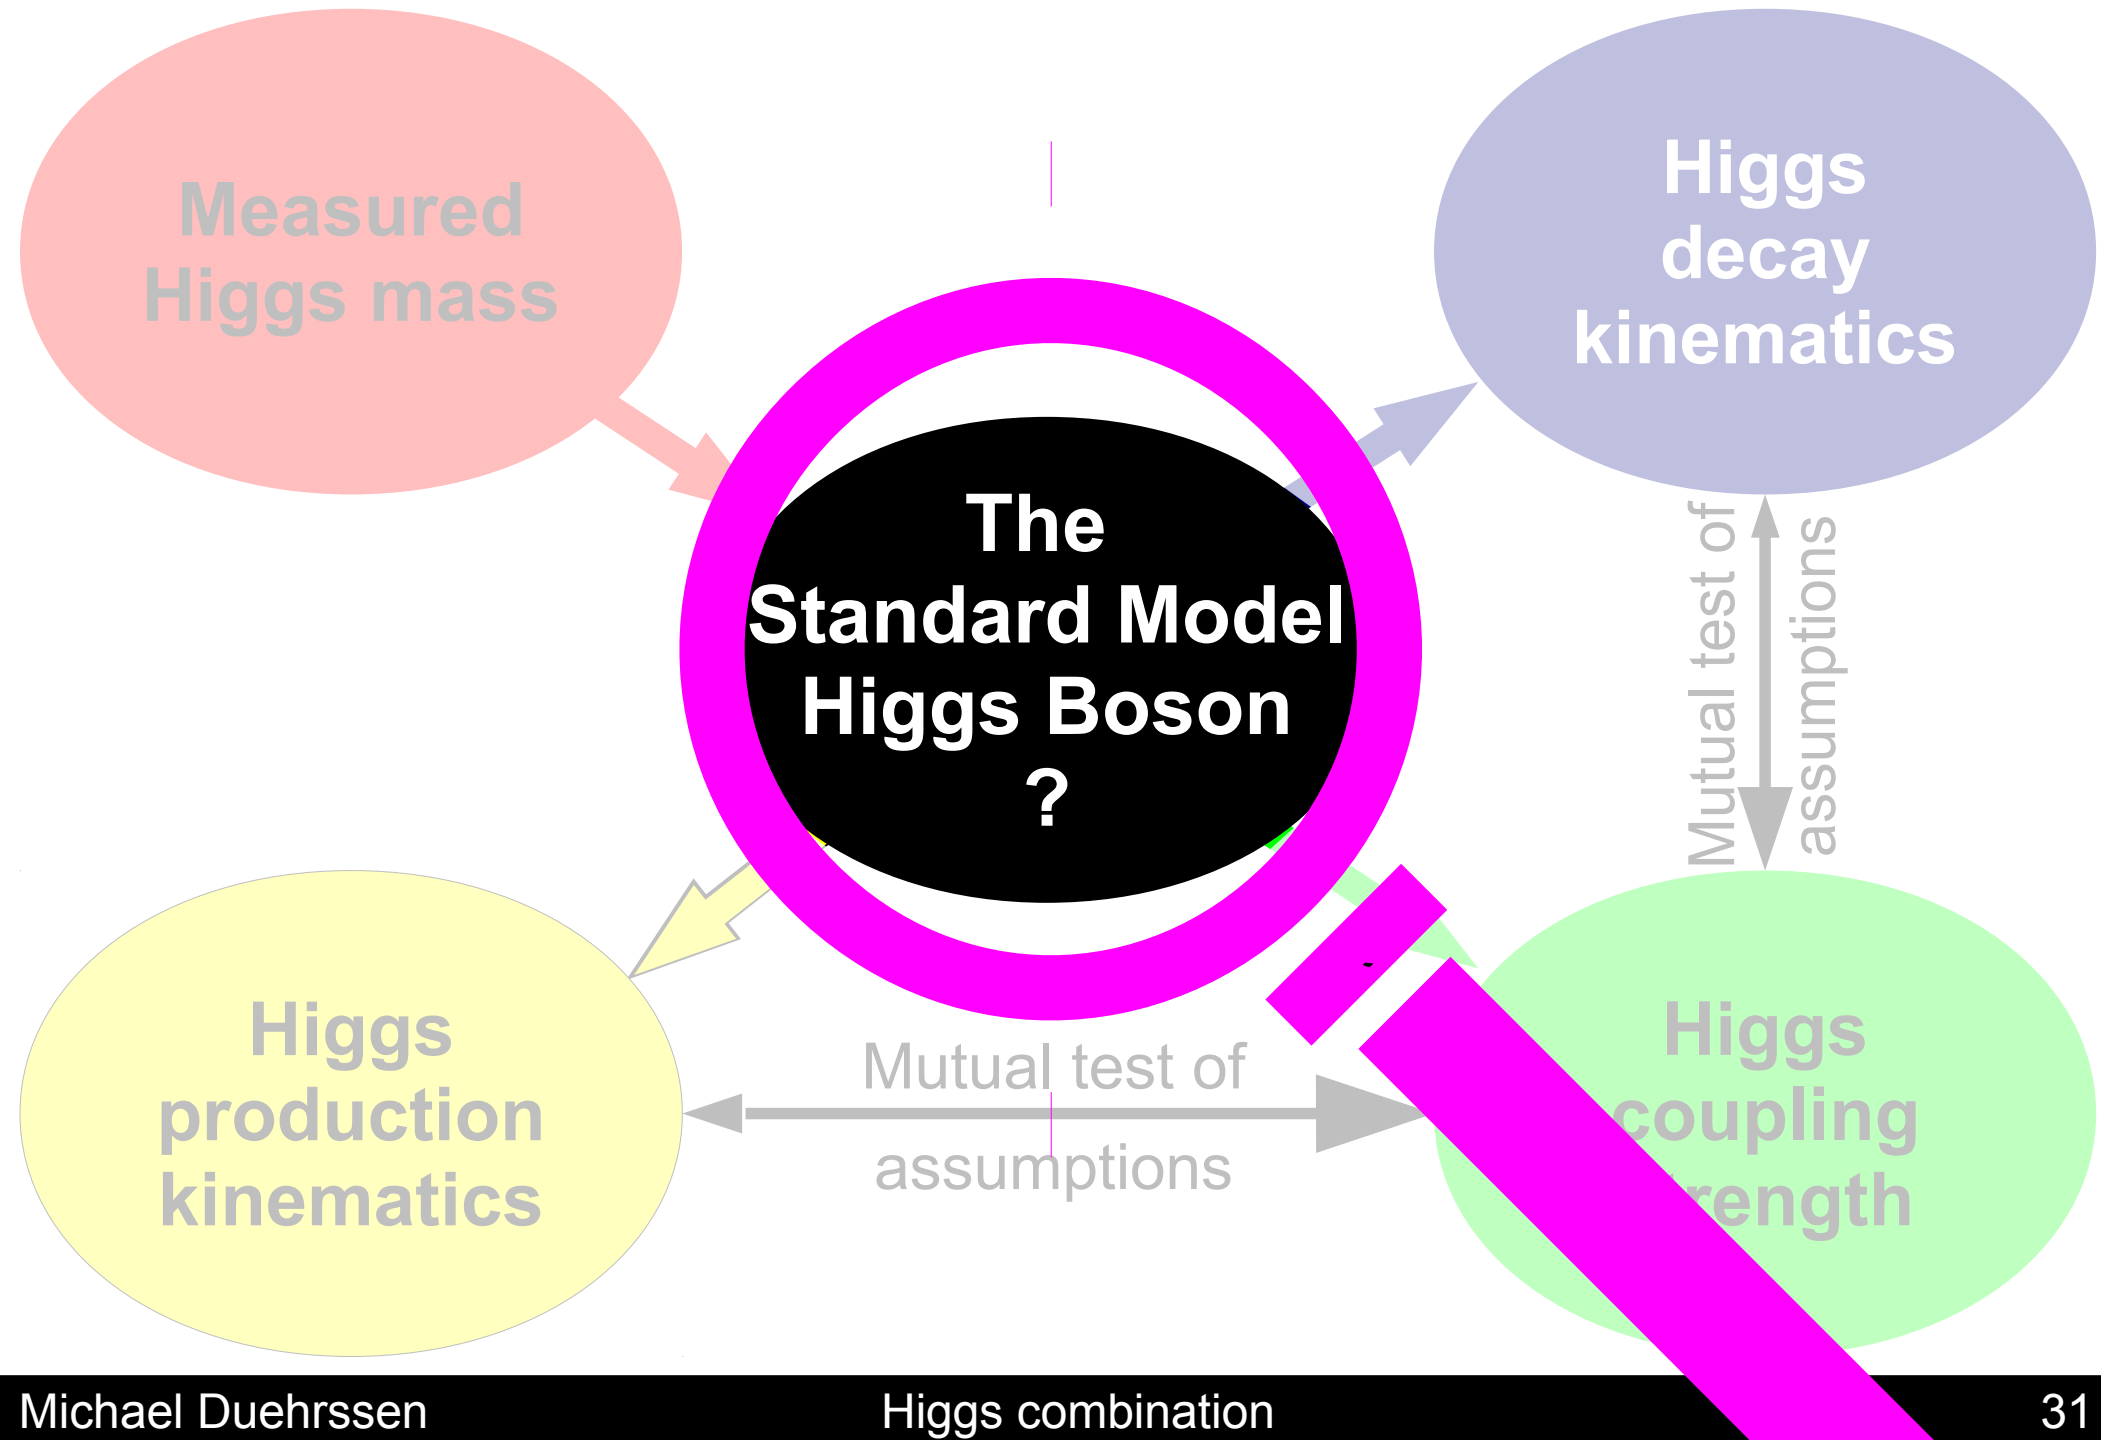 Measured
Higgs mass
Higgs
decay
kinematics
The
Standard Model
Higgs Boson
?
Mutual test of
assumptions
Higgs
production
kinematics
Mutual test of
assumptions
Higgs
coupling
Michael Duehrssen
Higgs combination
31